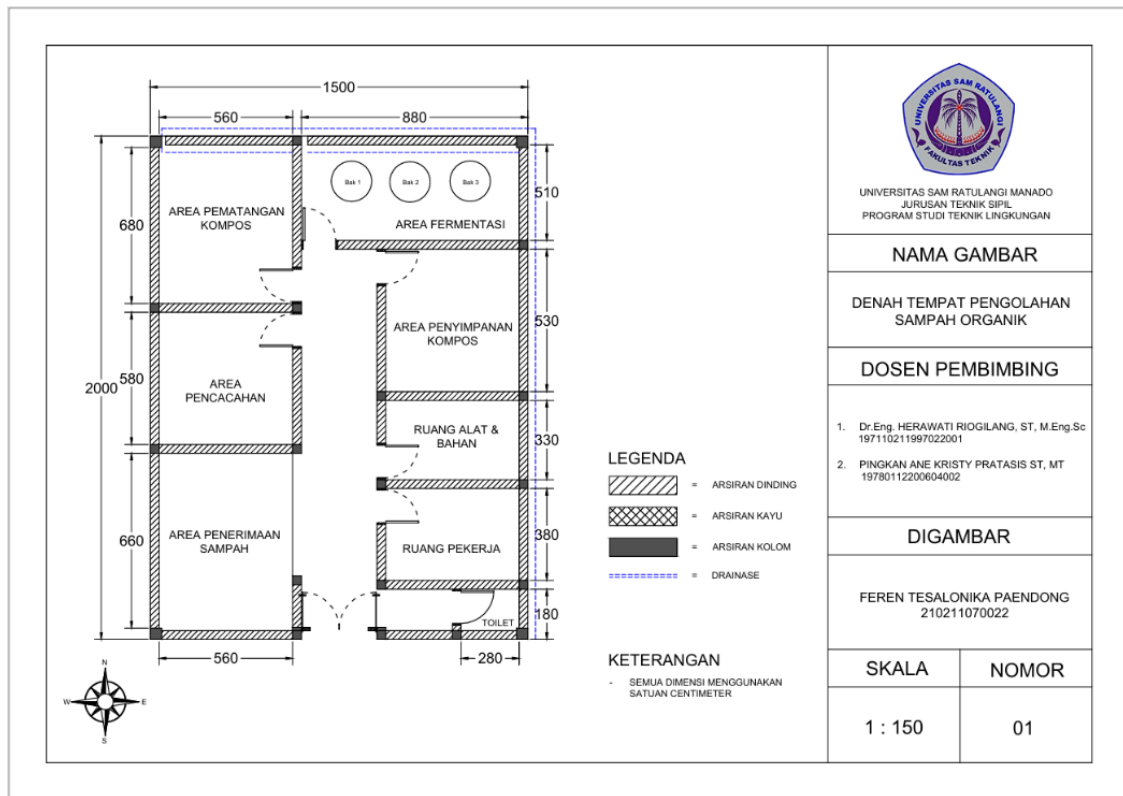 1500
560
880
Bak 1
Bak 2
Bak 3
510
AREA PEMATANGAN
KOMPOS
AREA FERMENTASI
680
AREA PENYIMPANAN
KOMPOS
530
2000
580
AREA
PENCACAHAN
RUANG ALAT &
BAHAN
330
AREA PENERIMAAN
SAMPAH
660
RUANG PEKERJA
380
TOILET
180
560
280
N
W
E
S
LEGENDA
= ARSIRAN DINDING
= ARSIRAN KAYU
= ARSIRAN KOLOM
= DRAINASE
KETERANGAN
- SEMUA DIMENSI MENGGUNAKAN
SATUAN CENTIMETER
UNIVERSITAS SAM RATULANGI
FAKULTAS TEKNIK
UNIVERSITAS SAM RATULANGI MANADO
JURUSAN TEKNIK SIPIL
PROGRAM STUDI TEKNIK LINGKUNGAN
NAMA GAMBAR
DENAH TEMPAT PENGOLAHAN
SAMPAH ORGANIK
DOSEN PEMBIMBING
1. Dr.Eng. HERAWATI RIOGILANG, ST, M.Eng.Sc
197110211997022001
2. PINGKAN ANE KRISTY PRATASIS ST, MT
19780112200604002
DIGAMBAR
FEREN TESALONIKA PAENDONG
210211070022
SKALA
NOMOR
1 : 150
01